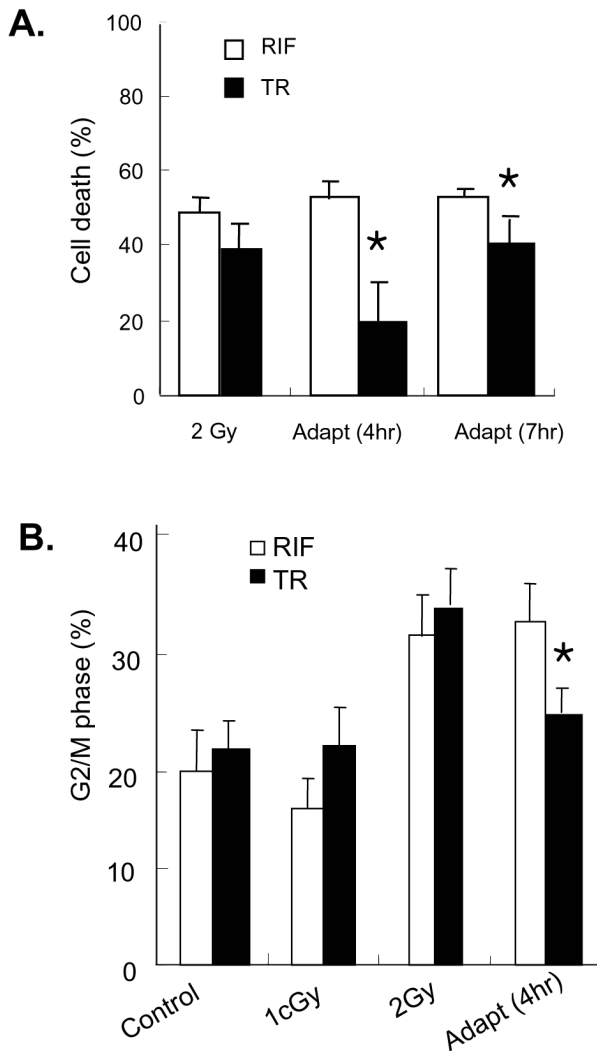 A.
100
80
60
40
20
0
Cell death (%)
RIF
TR
2 Gy Adapt (4hr) Adapt (7hr)
B.
40
30
20
10
0
G2/M phase (%)
RIF
TR
Control 1cGy 2Gy Adapt (4hr)